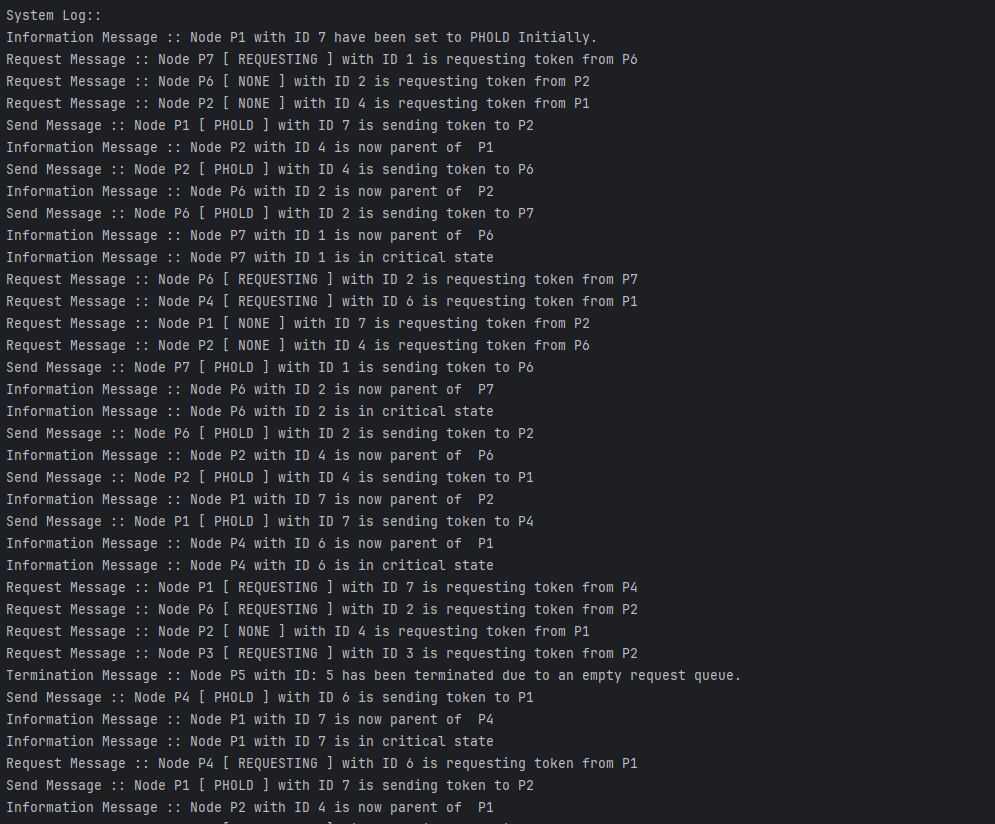 System Log::
Information Message :: Node P1 with ID 7 have been set to PHOLD Initially.
Request Message :: Node P7 [ REQUESTING ] with ID 1 is requesting token from P6
Request Message :: Node P6 [ NONE ] with ID 2 is requesting token from P2
Request Message :: Node P2 [ NONE ] with ID 4 is requesting token from P1
Send Message :: Node P1 [ PHOLD ] with ID 7 is sending token to P2
Information Message :: Node P2 with ID 4 is now parent of  P1
Send Message :: Node P2 [ PHOLD ] with ID 4 is sending token to P6
Information Message :: Node P6 with ID 2 is now parent of  P2
Send Message :: Node P6 [ PHOLD ] with ID 2 is sending token to P7
Information Message :: Node P7 with ID 1 is now parent of  P6
Information Message :: Node P7 with ID 1 is in critical state
Request Message :: Node P6 [ REQUESTING ] with ID 2 is requesting token from P7
Request Message :: Node P4 [ REQUESTING ] with ID 6 is requesting token from P1
Request Message :: Node P1 [ NONE ] with ID 7 is requesting token from P2
Request Message :: Node P2 [ NONE ] with ID 4 is requesting token from P6
Send Message :: Node P7 [ PHOLD ] with ID 1 is sending token to P6
Information Message :: Node P6 with ID 2 is now parent of  P7
Information Message :: Node P6 with ID 2 is in critical state
Send Message :: Node P6 [ PHOLD ] with ID 2 is sending token to P2
Information Message :: Node P2 with ID 4 is now parent of  P6
Send Message :: Node P2 [ PHOLD ] with ID 4 is sending token to P1
Information Message :: Node P1 with ID 7 is now parent of  P2
Send Message :: Node P1 [ PHOLD ] with ID 7 is sending token to P4
Information Message :: Node P4 with ID 6 is now parent of  P1
Information Message :: Node P4 with ID 6 is in critical state
Request Message :: Node P1 [ REQUESTING ] with ID 7 is requesting token from P4
Request Message :: Node P6 [ REQUESTING ] with ID 2 is requesting token from P2
Request Message :: Node P2 [ NONE ] with ID 4 is requesting token from P1
Request Message :: Node P3 [ REQUESTING ] with ID 3 is requesting token from P2
Termination Message :: Node P5 with ID: 5 has been terminated due to an empty request queue.
Send Message :: Node P4 [ PHOLD ] with ID 6 is sending token to P1
Information Message :: Node P1 with ID 7 is now parent of  P4
Information Message :: Node P1 with ID 7 is in critical state
Request Message :: Node P4 [ REQUESTING ] with ID 6 is requesting token from P1
Send Message :: Node P1 [ PHOLD ] with ID 7 is sending token to P2
Information Message :: Node P2 with ID 4 is now parent of  P1